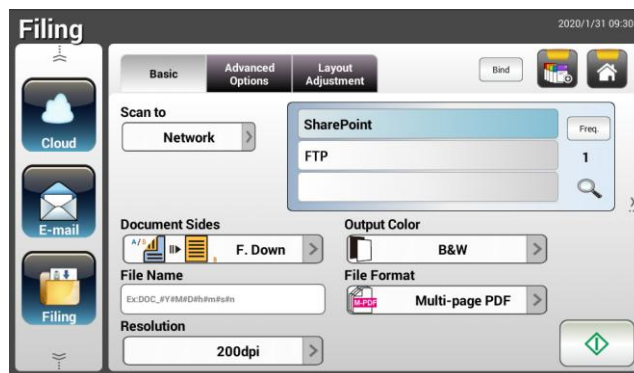 Filing
2020/1/31 09:30
Cloud
E-mail
Filing
Basic
Advanced
Options
Layout
Adjustment
Bind
Scan to
Network
SharePoint
FTP
Freq.
1
Document Sides
A/
F. Down
Output Color
B&W
File Name
Ex:DOC_#Y#M#D#h#m#s#n
File Format
M-PDF
Multi-page PDF
Resolution
200dpi